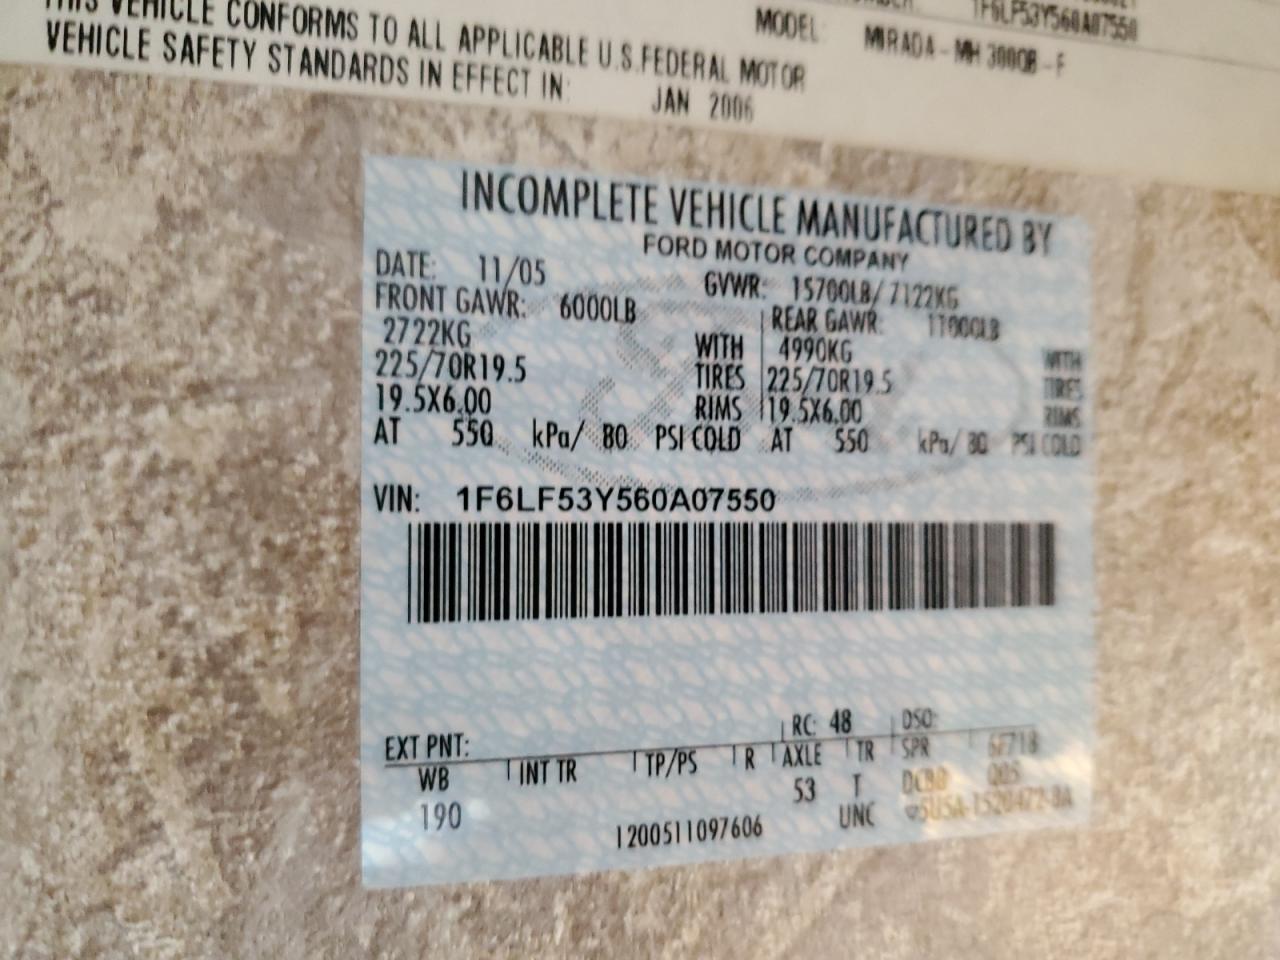 THIS VEHICLE CONFORMS TO ALL APPLICABLE U.S. FEDERAL MOTOR
VEHICLE SAFETY STANDARDS IN EFFECT IN: JAN 2006
1F6LF53Y560A07550
MODEL: MIRADA - MH 300QB - F
INCOMPLETE VEHICLE MANUFACTURED BY
FORD MOTOR COMPANY
DATE: 11/05 GVWR: 15700LB/ 7122KG
FRONT GAWR: 6000LB REAR GAWR: 11000LB
2722KG WITH 4990KG WITH
225/70R19.5 TIRES 225/70R19.5 TIRES
19.5X6.00 RIMS 19.5X6.00 RIMS
AT 550 kPa/ 80 PSI COLD AT 550 kPa/ 80 PSI COLD
VIN: 1F6LF53Y560A07550
EXT PNT: RC: 48 DSO:
WB INT TR TP/PS R AXLE TR SPR 6F718
190 53 T
UNC
1200511097606